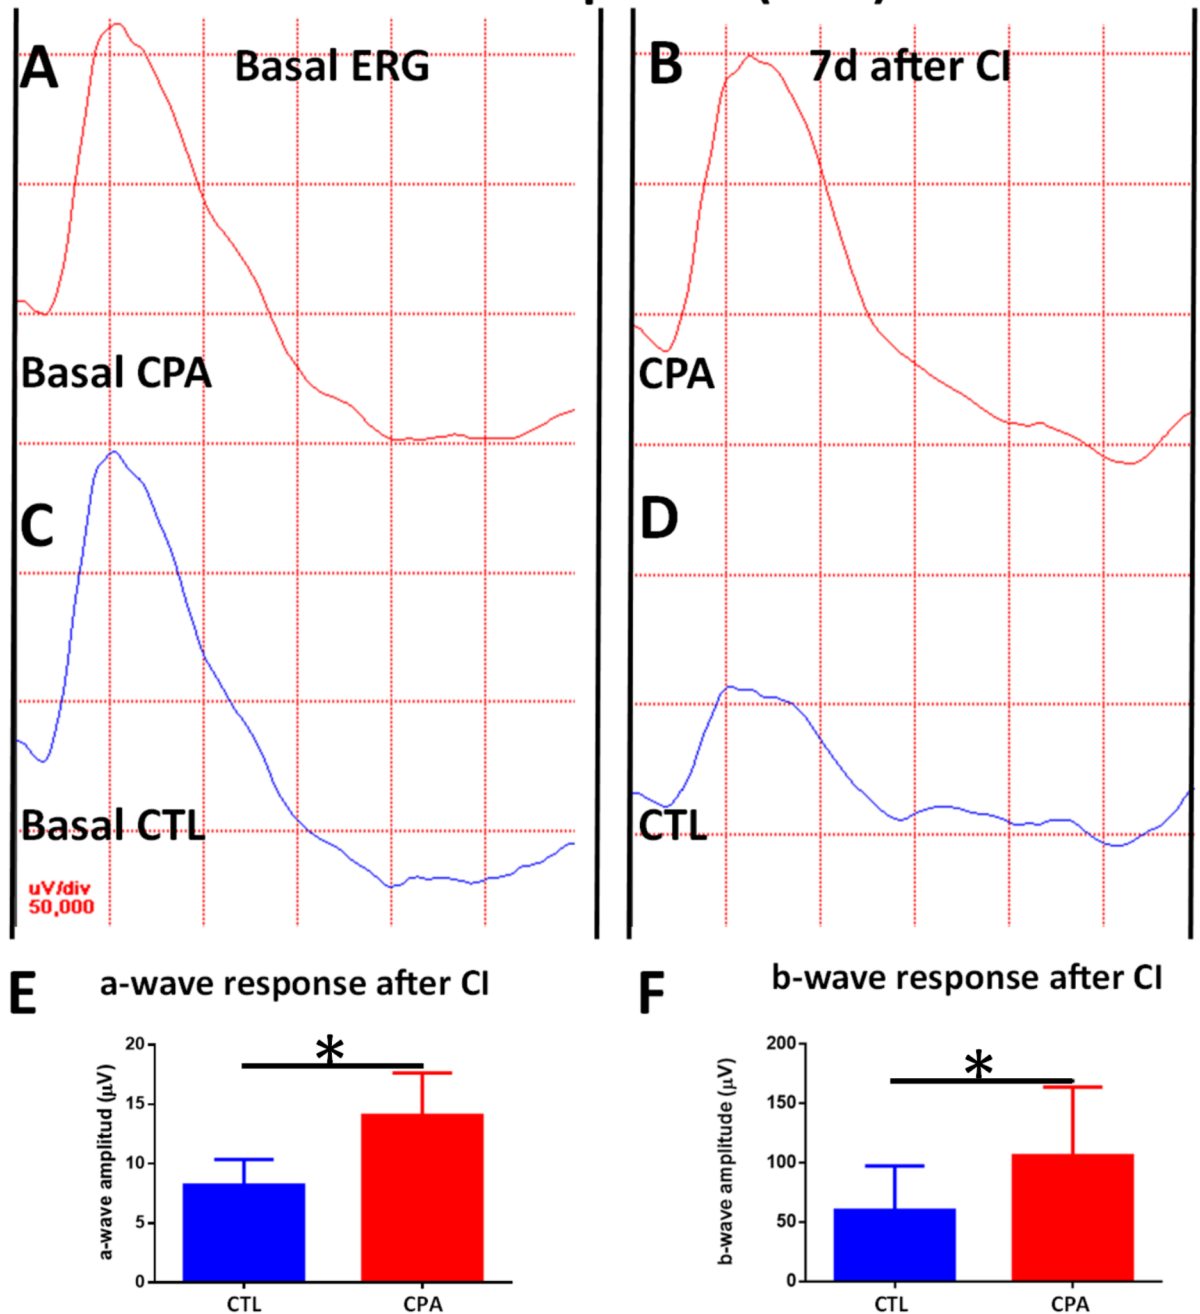 A
Basal ERG
B
7d after CI
Basal CPA
CPA
C
D
Basal CTL
CTL
uV/div
50,000
E
a-wave response after CI
F
b-wave response after CI
*
*
a-wave amplitud (μV)
20
15
10
5
0
CTL
CPA
b-wave amplitude (μV)
200
150
100
50
0
CTL
CPA